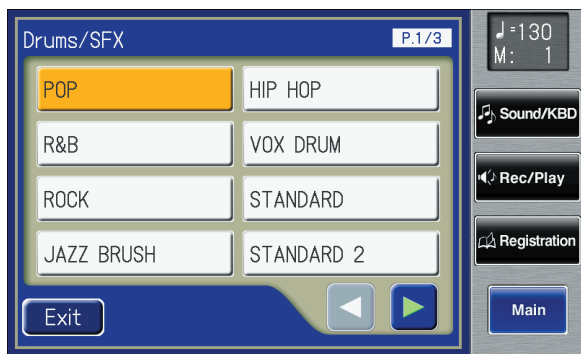 Drums/SFX
P.1/3
POP
HIP HOP
R&B
VOX DRUM
ROCK
STANDARD
JAZZ BRUSH
STANDARD 2
Exit
♩=130
M: 1
Sound/KBD
Rec/Play
Registration
Main